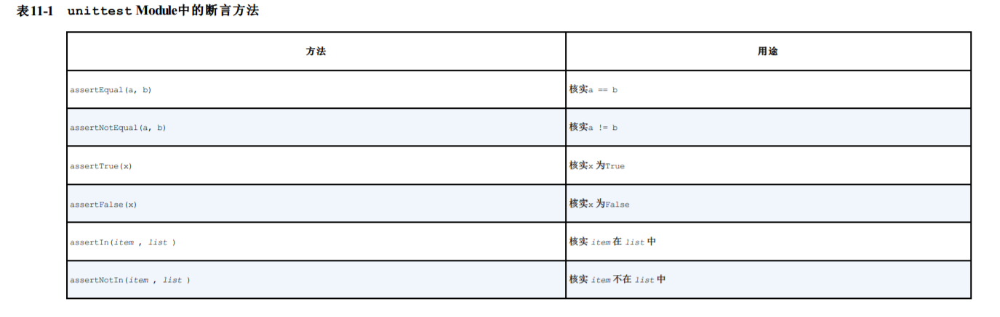 表11-1 unittest Module中的断言方法
方法 用途
assertEqual(a, b) 核实a == b
assertNotEqual(a, b) 核实a != b
assertTrue(x) 核实x 为True
assertFalse(x) 核实x 为False
assertIn(item , list ) 核实 item 在 list 中
assertNotIn(item , list ) 核实 item 不在 list 中